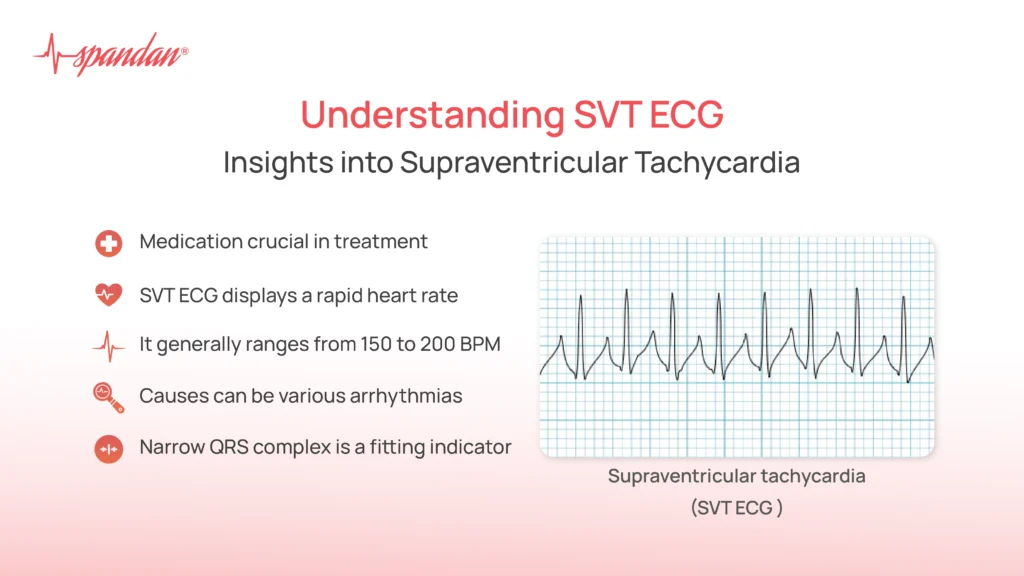 spandan®
Understanding SVT ECG
Insights into Supraventricular Tachycardia
Medication crucial in treatment
SVT ECG displays a rapid heart rate
It generally ranges from 150 to 200 BPM
Causes can be various arrhythmias
Narrow QRS complex is a fitting indicator
Supraventricular tachycardia
(SVT ECG )